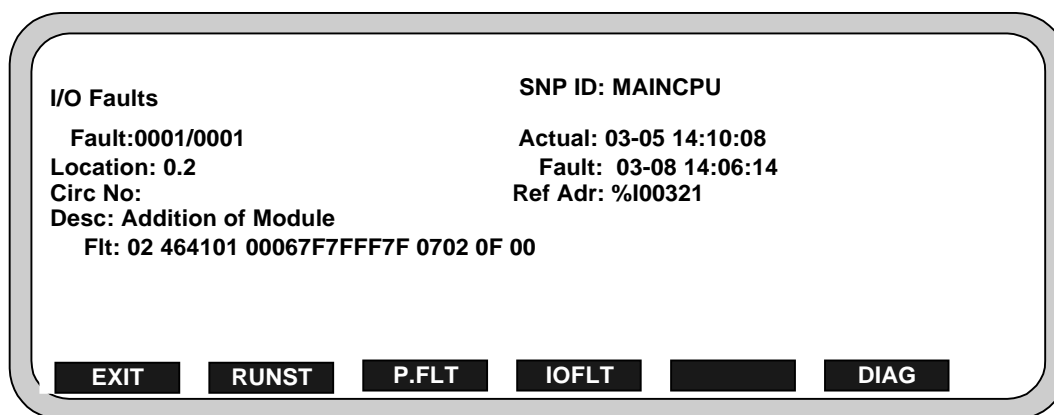 I/O Faults
SNP ID: MAINCPU
Fault:0001/0001
Actual: 03-05 14:10:08
Location: 0.2
Fault: 03-08 14:06:14
Circ No:
Ref Adr: %I00321
Desc: Addition of Module
Flt: 02 464101 00067F7FFF7F 0702 0F 00
EXIT RUNST P.FLT IOFLT DIAG